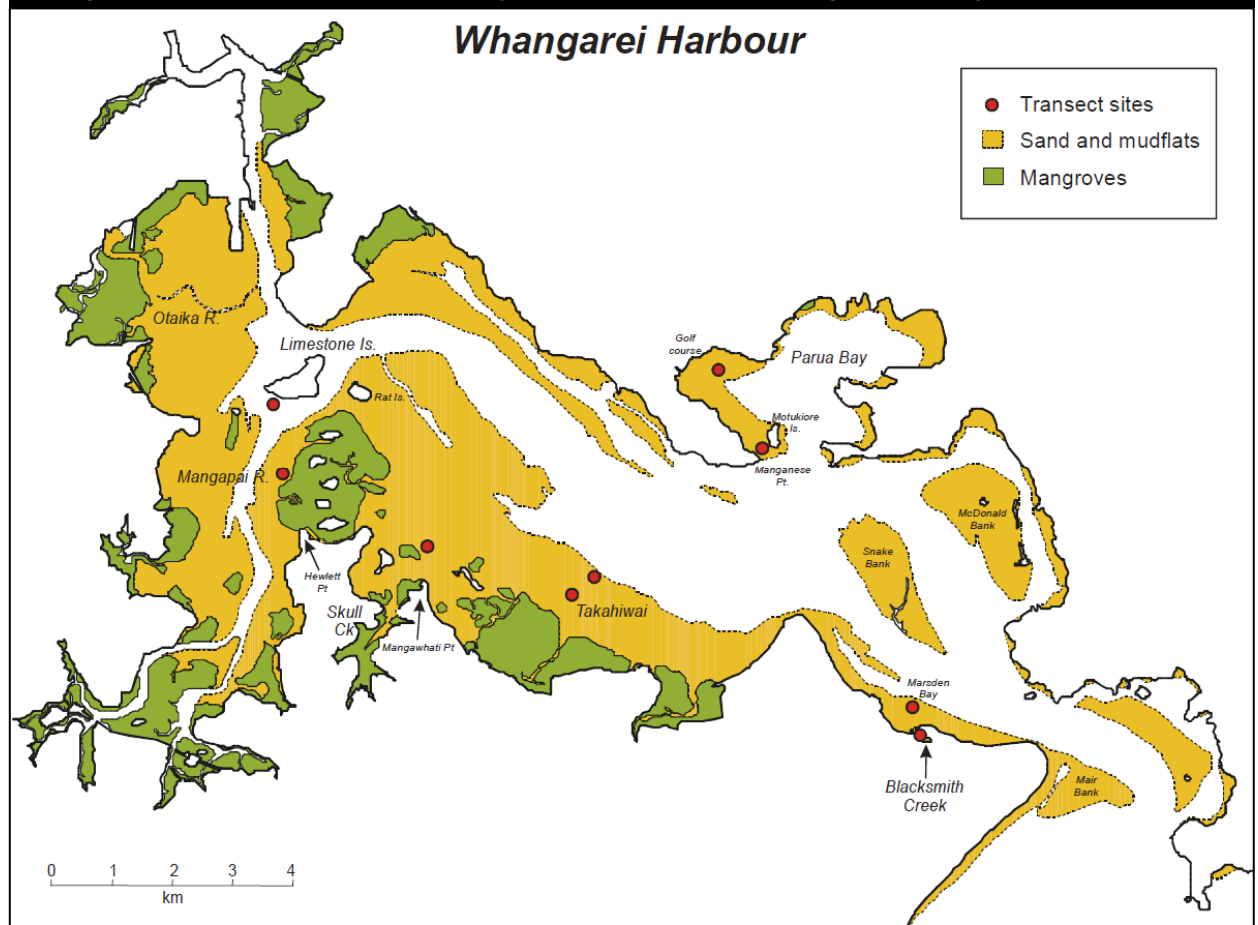 Whangarei Harbour
Transect sites
Sand and mudflats
Mangroves
Otaika R.
Limestone Is.
Rat Is.
Golf
course
Parua Bay
Motukiore
Is.
Manganese
Pt.
Mangapai R.
McDonald
Bank
Snake
Bank
Hewlett
Pt
Skull
Ck
Mangawhati Pt
Takahiwai
Marsden
Bay
Blacksmith
Creek
Mair
Bank
0 1 2 3 4
km